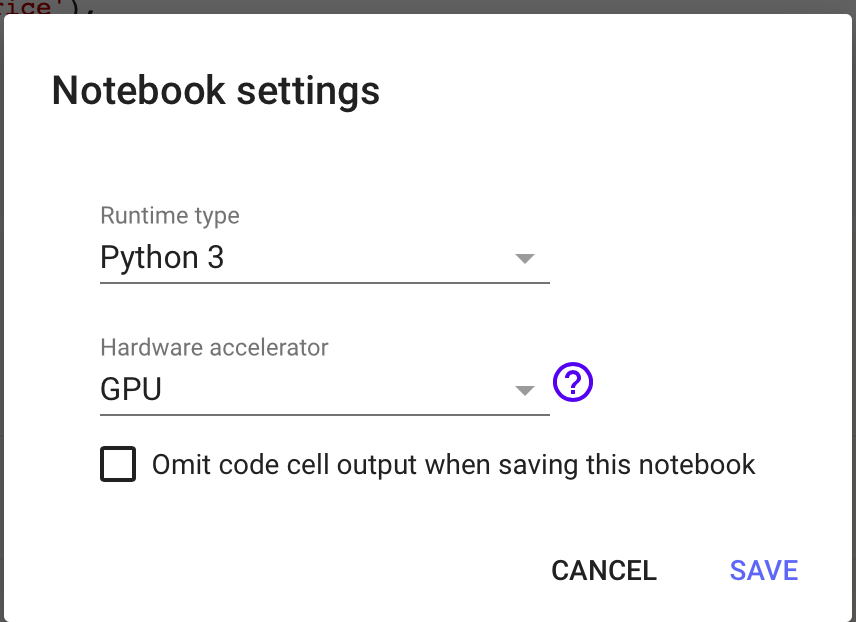 rice'),
Notebook settings
Runtime type
Python 3
Hardware accelerator
GPU
?
Omit code cell output when saving this notebook
CANCEL
SAVE